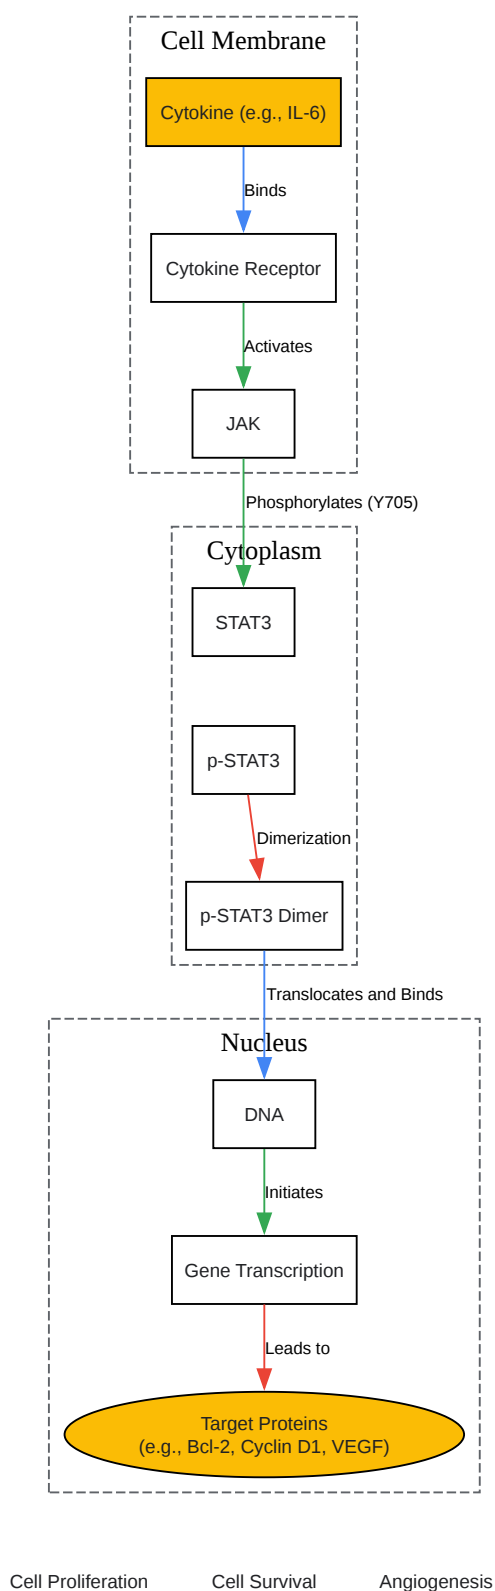 Cell Membrane
Cytokine (e.g., IL-6)
Binds
Cytokine Receptor
Activates
JAK
Phosphorylates (Y705)
Cytoplasm
STAT3
p-STAT3
Dimerization
p-STAT3 Dimer
Translocates and Binds
Nucleus
DNA
Initiates
Gene Transcription
Leads to
Target Proteins
(e.g., Bcl-2, Cyclin D1, VEGF)
Cell Proliferation
Cell Survival
Angiogenesis